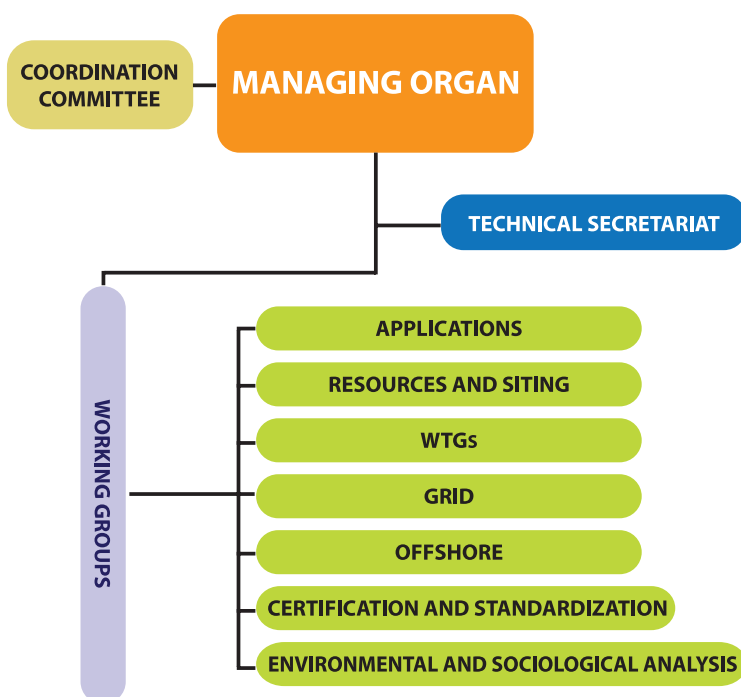 COORDINATION
COMMITTEE
MANAGING ORGAN
TECHNICAL SECRETARIAT
WORKING GROUPS
APPLICATIONS
RESOURCES AND SITING
WTGs
GRID
OFFSHORE
CERTIFICATION AND STANDARDIZATION
ENVIRONMENTAL AND SOCIOLOGICAL ANALYSIS